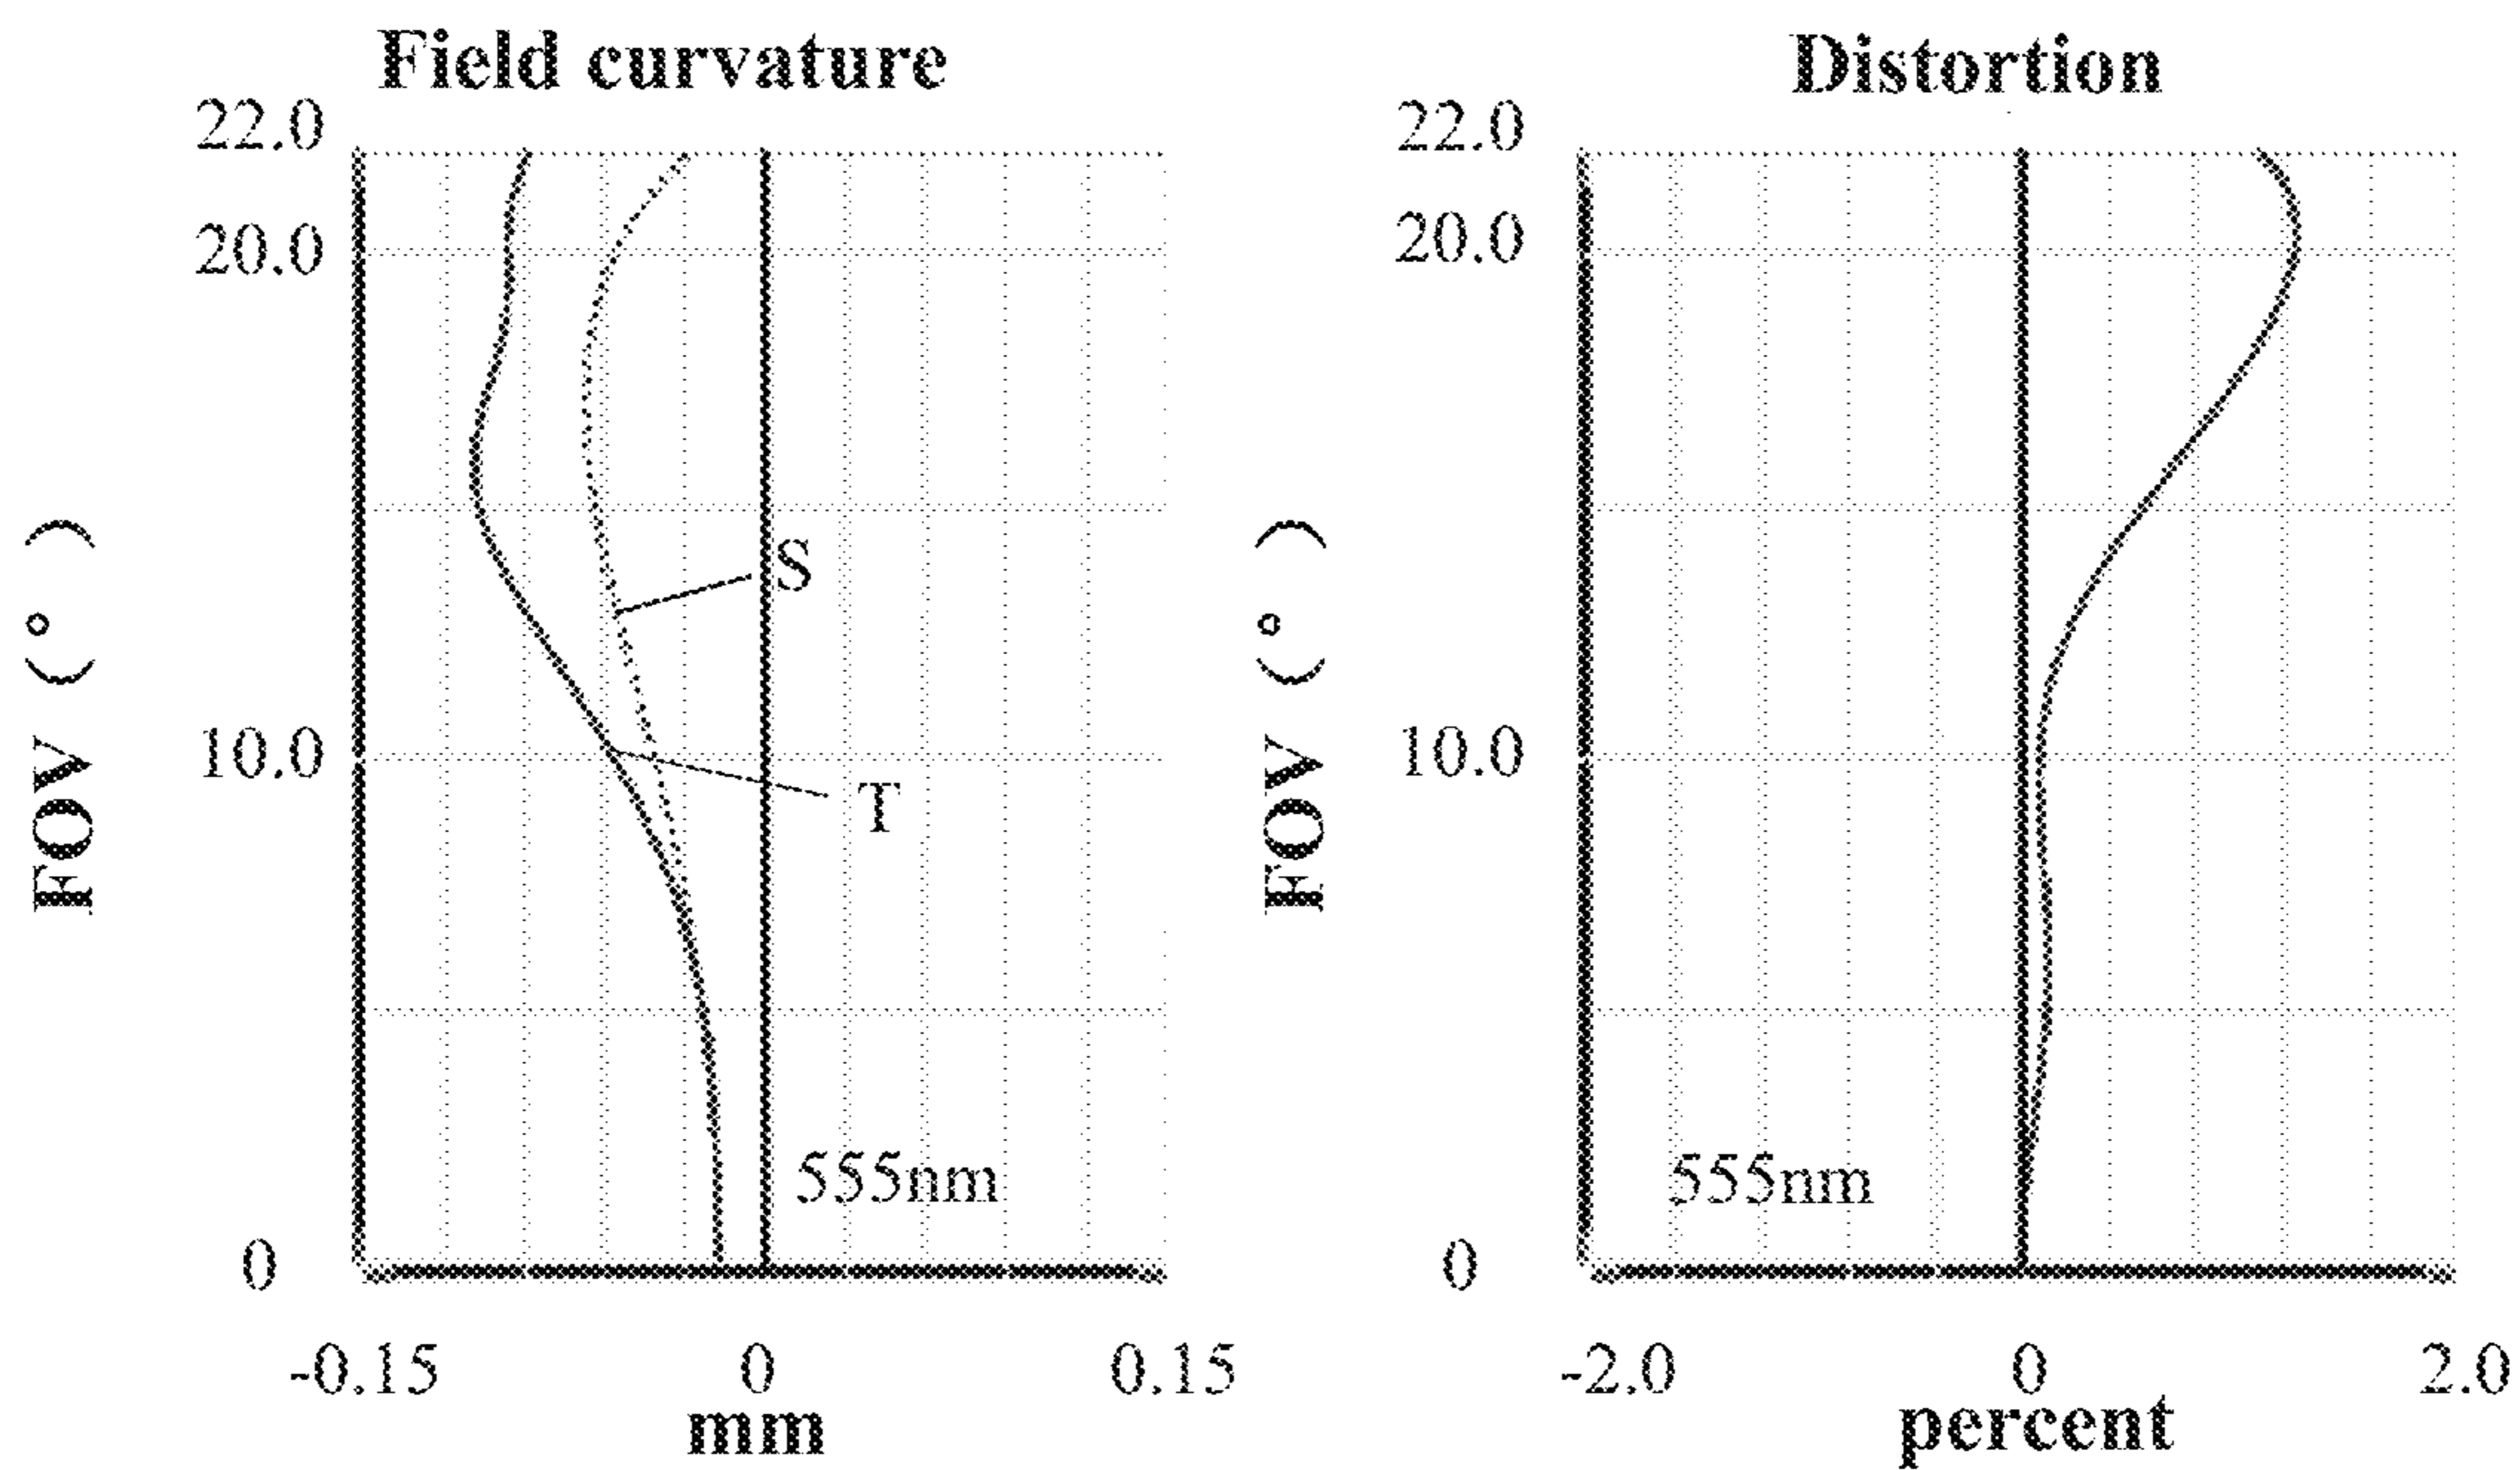 Field curvature
22.0
20.0
FOV (°)
S
10.0
T
555nm
0
-0.15 0 0.15
mm
Distortion
22.0
20.0
FOV (°)
10.0
555nm
0
-2.0 0 2.0
percent